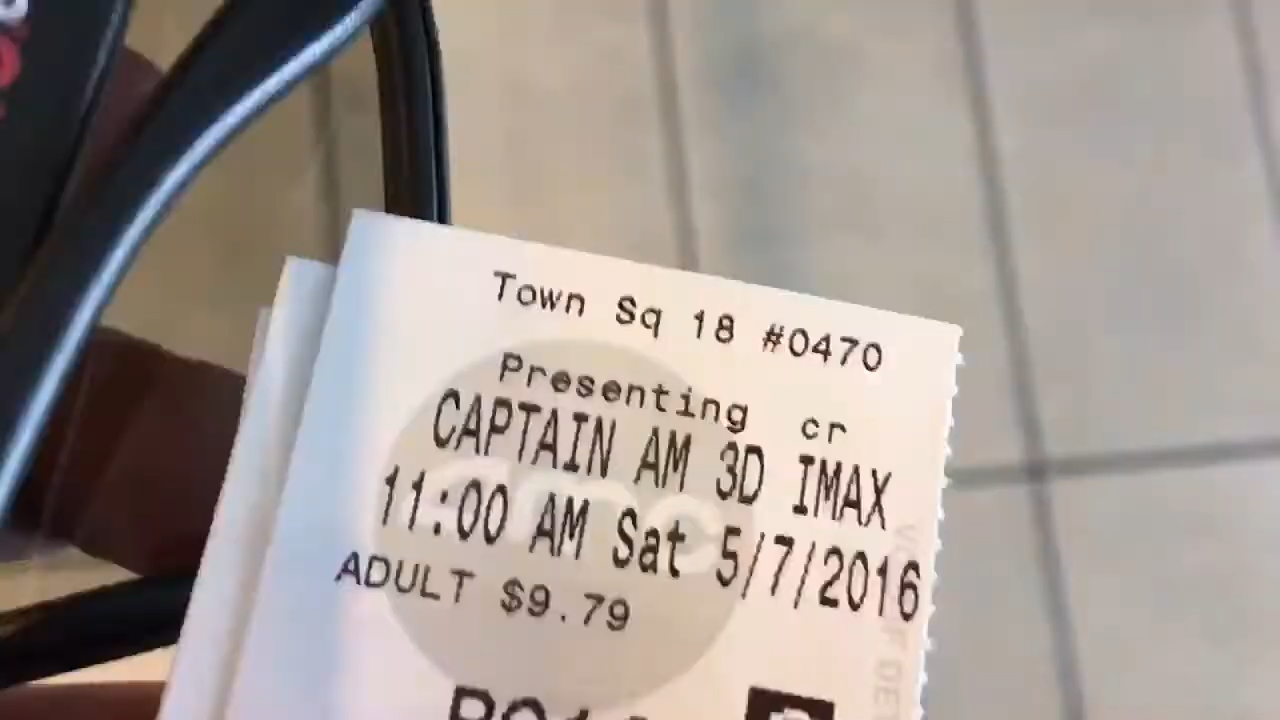 Town Sq 18 #0470
Presenting cr
CAPTAIN AM 3D IMAX
11:00 AM Sat 5/7/2016
ADULT $9.79
amc